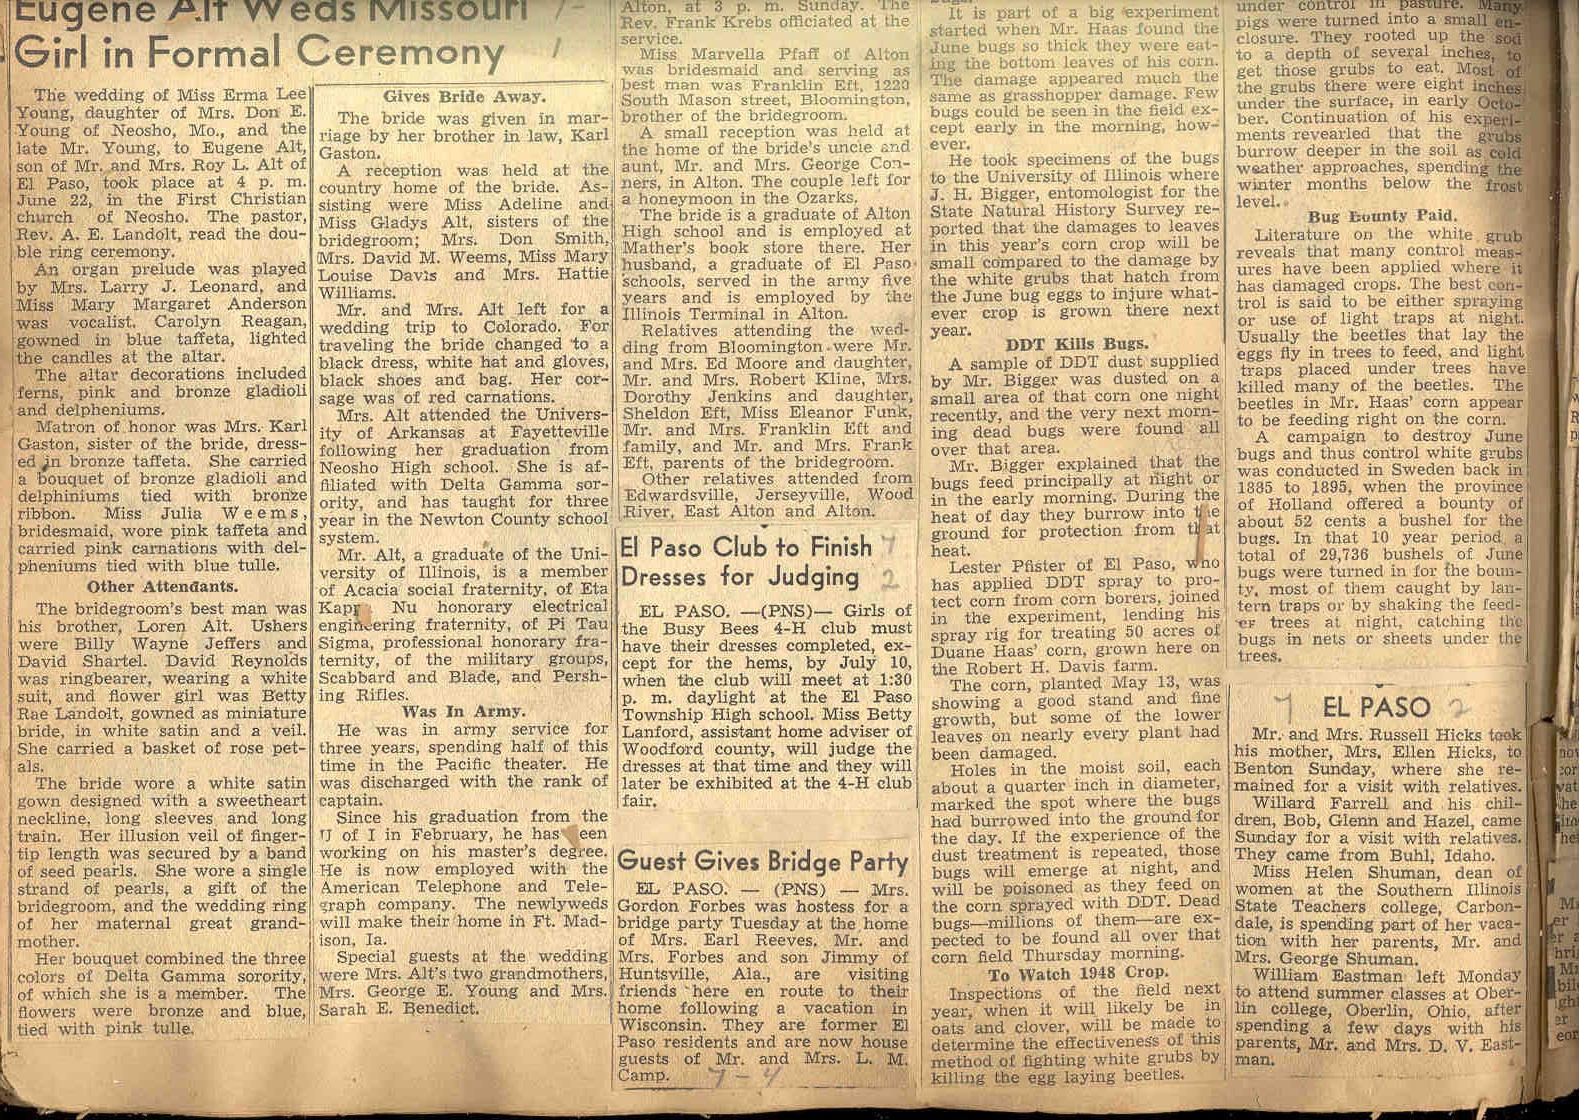 Eugene Alt Weds Missouri
Girl in Formal Ceremony
7-
1
The wedding of Miss Erma Lee
Young, daughter of Mrs. Don E.
Young of Neosho, Mo., and the
late Mr. Young, to Eugene Alt,
son of Mr. and Mrs. Roy L. Alt of
El Paso, took place at 4 p. m.
June 22, in the First Christian
church of Neosho. The pastor,
Rev. A. E. Landolt, read the dou-
ble ring ceremony.
An organ prelude was played
by Mrs. Larry J. Leonard, and
Miss Mary Margaret Anderson
was vocalist. Carolyn Reagan,
gowned in blue taffeta, lighted
the candles at the altar.
The altar decorations included
ferns, pink and bronze gladioli
and delpheniums.
Matron of honor was Mrs. Karl
Gaston, sister of the bride, dress-
ed in bronze taffeta. She carried
a bouquet of bronze gladioli and
delphiniums tied with bronze
ribbon. Miss Julia Weems,
bridesmaid, wore pink taffeta and
carried pink carnations with del-
pheniums tied with blue tulle.
Other Attendants.
The bridegroom's best man was
his brother, Loren Alt. Ushers
were Billy Wayne Jeffers and
David Shartel. David Reynolds
was ringbearer, wearing a white
suit, and flower girl was Betty
Rae Landolt, gowned as miniature
bride, in white satin and a veil.
She carried a basket of rose pet-
als.
The bride wore a white satin
gown designed with a sweetheart
neckline, long sleeves and long
train. Her illusion veil of finger-
tip length was secured by a band
of seed pearls. She wore a single
strand of pearls, a gift of the
bridegroom, and the wedding ring
of her maternal great grand-
mother.
Her bouquet combined the three
colors of Delta Gamma sorority,
of which she is a member. The
flowers were bronze and blue,
tied with pink tulle.
Gives Bride Away.
The bride was given in mar-
riage by her brother in law, Karl
Gaston.
A reception was held at the
country home of the bride. As-
sisting were Miss Adeline and
Miss Gladys Alt, sisters of the
bridegroom; Mrs. Don Smith,
Mrs. David M. Weems, Miss Mary
Louise Davis and Mrs. Hattie
Williams.
Mr. and Mrs. Alt left for a
wedding trip to Colorado. For
traveling the bride changed to a
black dress, white hat and gloves,
black shoes and bag. Her cor-
sage was of red carnations.
Mrs. Alt attended the Univers-
ity of Arkansas at Fayetteville
following her graduation from
Neosho High school. She is af-
filiated with Delta Gamma sor-
ority, and has taught for three
year in the Newton County school
system.
Mr. Alt, a graduate of the Uni-
versity of Illinois, is a member
of Acacia social fraternity, of Eta
Kapp Nu honorary electrical
engineering fraternity, of Pi Tau
Sigma, professional honorary fra-
ternity, of the military groups,
Scabbard and Blade, and Persh-
ing Rifles.
Was In Army.
He was in army service for
three years, spending half of this
time in the Pacific theater. He
was discharged with the rank of
captain.
Since his graduation from the
U of I in February, he has een
working on his master's degree.
He is now employed with the
American Telephone and Tele-
graph company. The newlyweds
will make their home in Ft. Mad-
ison, Ia.
Special guests at the wedding
were Mrs. Alt's two grandmothers,
Mrs. George E. Young and Mrs.
Sarah E. Benedict.
Alton, at 3 p. m. Sunday. The
Rev. Frank Krebs officiated at the
service.
Miss Marvella Pfaff of Alton
was bridesmaid and serving as
best man was Franklin Eft, 1220
South Mason street, Bloomington,
brother of the bridegroom.
A small reception was held at
the home of the bride's uncie and
aunt, Mr. and Mrs. George Con-
ners, in Alton. The couple left for
a honeymoon in the Ozarks.
The bride is a graduate of Alton
High school and is employed at
Mather's book store there. Her
husband, a graduate of El Paso
schools, served in the army five
years and is employed by the
Illinois Terminal in Alton.
Relatives attending the wed-
ding from Bloomington were Mr.
and Mrs. Ed Moore and daughter,
Mr. and Mrs. Robert Kline, Mrs.
Dorothy Jenkins and daughter,
Sheldon Eft, Miss Eleanor Funk,
Mr. and Mrs. Franklin Eft and
family, and Mr. and Mrs. Frank
Eft, parents of the bridegroom.
Other relatives attended from
Edwardsville, Jerseyville, Wood
River, East Alton and Alton.
El Paso Club to Finish 7
Dresses for Judging 2
EL PASO. —(PNS)— Girls of
the Busy Bees 4-H club must
have their dresses completed, ex-
cept for the hems, by July 10,
when the club will meet at 1:30
p. m. daylight at the El Paso
Township High school. Miss Betty
Lanford, assistant home adviser of
Woodford county, will judge the
dresses at that time and they will
later be exhibited at the 4-H club
fair.
Guest Gives Bridge Party
EL PASO. — (PNS) — Mrs.
Gordon Forbes was hostess for a
bridge party Tuesday at the home
of Mrs. Earl Reeves. Mr. and
Mrs. Forbes and son Jimmy of
Huntsville, Ala., are visiting
friends here en route to their
home following a vacation in
Wisconsin. They are former El
Paso residents and are now house
guests of Mr. and Mrs. L. M.
Camp. 7-4
It is part of a big experiment
started when Mr. Haas found the
June bugs so thick they were eat-
ing the bottom leaves of his corn.
The damage appeared much the
same as grasshopper damage. Few
bugs could be seen in the field ex-
cept early in the morning, how-
ever.
He took specimens of the bugs
to the University of Illinois where
J. H. Bigger, entomologist for the
State Natural History Survey re-
ported that the damages to leaves
in this year's corn crop will be
small compared to the damage by
the white grubs that hatch from
the June bug eggs to injure what-
ever crop is grown there next
year.
DDT Kills Bugs.
A sample of DDT dust supplied
by Mr. Bigger was dusted on a
small area of that corn one night
recently, and the very next morn-
ing dead bugs were found all
over that area.
Mr. Bigger explained that the
bugs feed principally at night or
in the early morning. During the
heat of day they burrow into the
ground for protection from that
heat.
Lester Pfister of El Paso, who
has applied DDT spray to pro-
tect corn from corn borers, joined
in the experiment, lending his
spray rig for treating 50 acres of
Duane Haas' corn, grown here on
the Robert H. Davis farm.
The corn, planted May 13, was
showing a good stand and fine
growth, but some of the lower
leaves on nearly every plant had
been damaged.
Holes in the moist soil, each
about a quarter inch in diameter,
marked the spot where the bugs
had burrowed into the ground for
the day. If the experience of the
dust treatment is repeated, those
bugs will emerge at night, and
will be poisoned as they feed on
the corn sprayed with DDT. Dead
bugs—millions of them—are ex-
pected to be found all over that
corn field Thursday morning.
To Watch 1948 Crop.
Inspections of the field next
year, when it will likely be in
oats and clover, will be made to
determine the effectiveness of this
method of fighting white grubs by
killing the egg laying beetles.
under control in pasture. Many
pigs were turned into a small en-
closure. They rooted up the sod
to a depth of several inches, to
get those grubs to eat. Most of
the grubs there were eight inches
under the surface, in early Octo-
ber. Continuation of his experi-
ments revearled that the grubs
burrow deeper in the soil as cold
weather approaches, spending the
winter months below the frost
level.
Bug Bounty Paid.
Literature on the white grub
reveals that many control meas-
ures have been applied where it
has damaged crops. The best con-
trol is said to be either spraying
or use of light traps at night.
Usually the beetles that lay the
eggs fly in trees to feed, and light
traps placed under trees have
killed many of the beetles. The
beetles in Mr. Haas' corn appear
to be feeding right on the corn.
A campaign to destroy June
bugs and thus control white grubs
was conducted in Sweden back in
1885 to 1895, when the province
of Holland offered a bounty of
about 52 cents a bushel for the
bugs. In that 10 year period a
total of 29,736 bushels of June
bugs were turned in for the boun-
ty, most of them caught by lan-
tern traps or by shaking the feed-
er trees at night, catching the
bugs in nets or sheets under the
trees.
7 EL PASO 2
Mr. and Mrs. Russell Hicks took
his mother, Mrs. Ellen Hicks, to
Benton Sunday, where she re-
mained for a visit with relatives.
Willard Farrell and his chil-
dren, Bob, Glenn and Hazel, came
Sunday for a visit with relatives.
They came from Buhl, Idaho.
Miss Helen Shuman, dean of
women at the Southern Illinois
State Teachers college, Carbon-
dale, is spending part of her vaca-
tion with her parents, Mr. and
Mrs. George Shuman.
William Eastman left Monday
to attend summer classes at Ober-
lin college, Oberlin, Ohio, after
spending a few days with his
parents, Mr. and Mrs. D. V. East-
man.